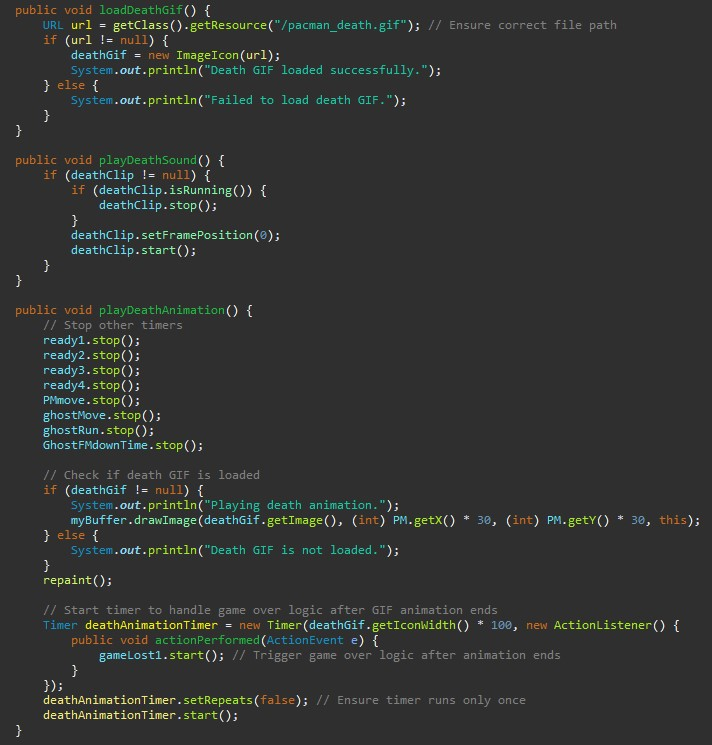 public void loadDeathGif() {
    URL url = getClass().getResource("/pacman_death.gif"); // Ensure correct file path
    if (url != null) {
        deathGif = new ImageIcon(url);
        System.out.println("Death GIF loaded successfully.");
    } else {
        System.out.println("Failed to load death GIF.");
    }
}

public void playDeathSound() {
    if (deathClip != null) {
        if (deathClip.isRunning()) {
            deathClip.stop();
        }
        deathClip.setFramePosition(0);
        deathClip.start();
    }
}

public void playDeathAnimation() {
    // Stop other timers
    ready1.stop();
    ready2.stop();
    ready3.stop();
    ready4.stop();
    PMmove.stop();
    ghostMove.stop();
    ghostRun.stop();
    GhostFMdownTime.stop();

    // Check if death GIF is loaded
    if (deathGif != null) {
        System.out.println("Playing death animation.");
        myBuffer.drawImage(deathGif.getImage(), (int) PM.getX() * 30, (int) PM.getY() * 30, this);
    } else {
        System.out.println("Death GIF is not loaded.");
    }
    repaint();

    // Start timer to handle game over logic after GIF animation ends
    Timer deathAnimationTimer = new Timer(deathGif.getIconWidth() * 100, new ActionListener() {
        public void actionPerformed(ActionEvent e) {
            gameLost1.start(); // Trigger game over logic after animation ends
        }
    });
    deathAnimationTimer.setRepeats(false); // Ensure timer runs only once
    deathAnimationTimer.start();
}